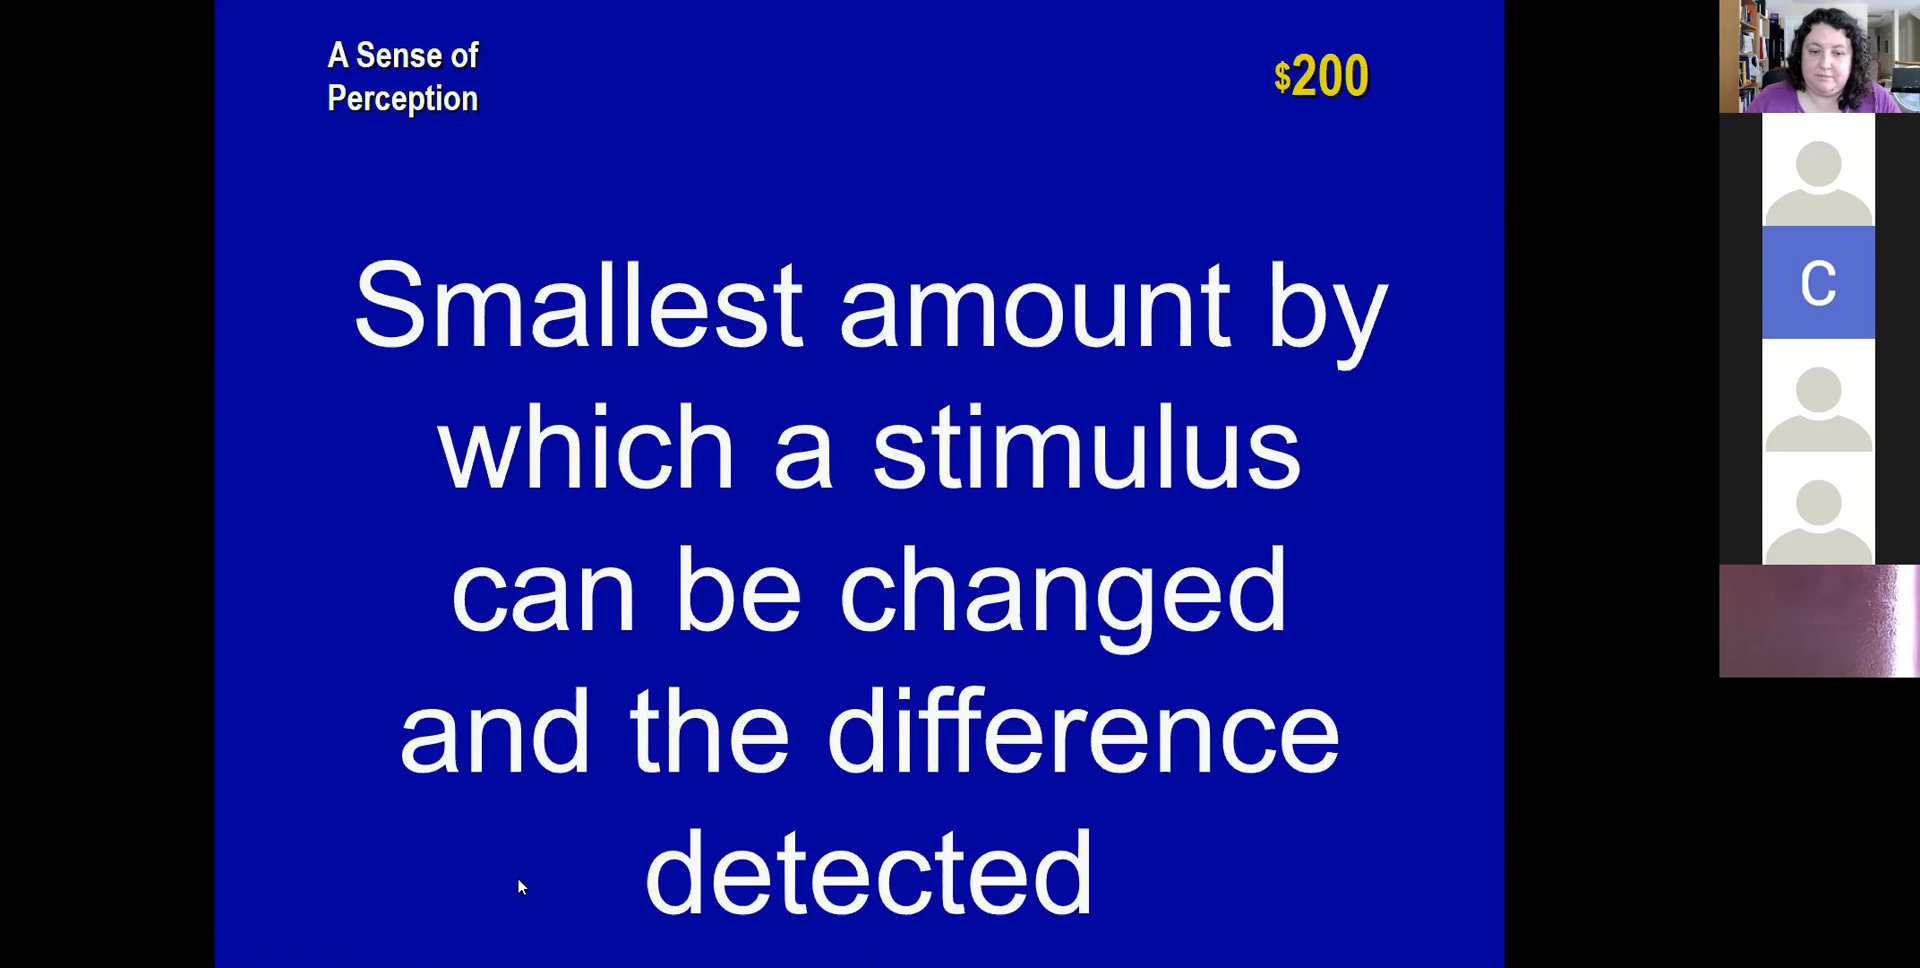 A Sense of
Perception
$200
Smallest amount by
which a stimulus
can be changed
and the difference
detected
C